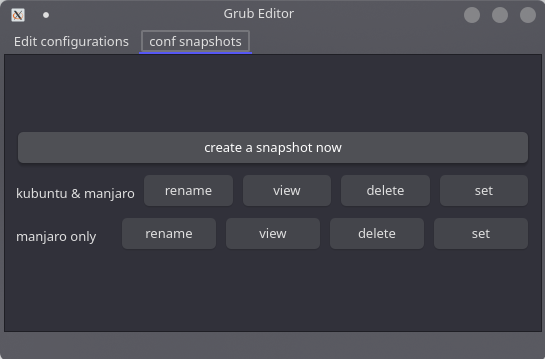 Grub Editor
Edit configurations conf snapshots
create a snapshot now
kubuntu & manjaro rename view delete set
manjaro only rename view delete set